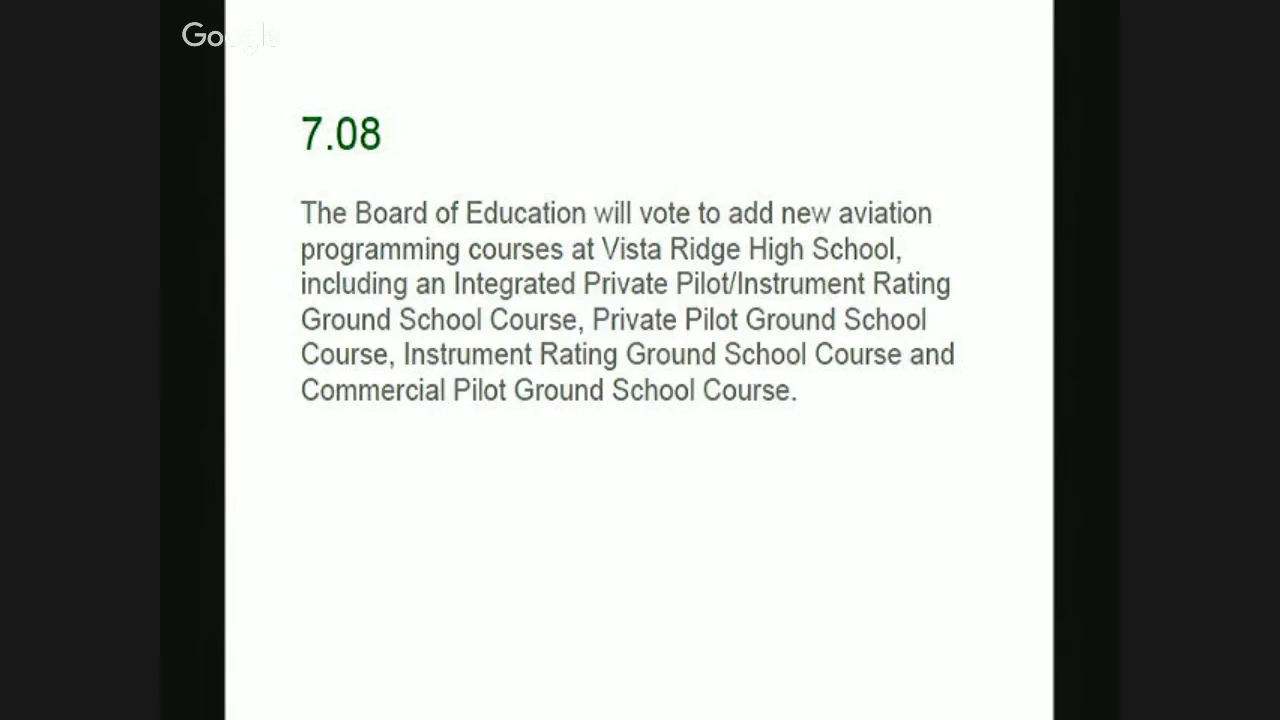 Google
7.08
The Board of Education will vote to add new aviation
programming courses at Vista Ridge High School,
including an Integrated Private Pilot/Instrument Rating
Ground School Course, Private Pilot Ground School
Course, Instrument Rating Ground School Course and
Commercial Pilot Ground School Course.